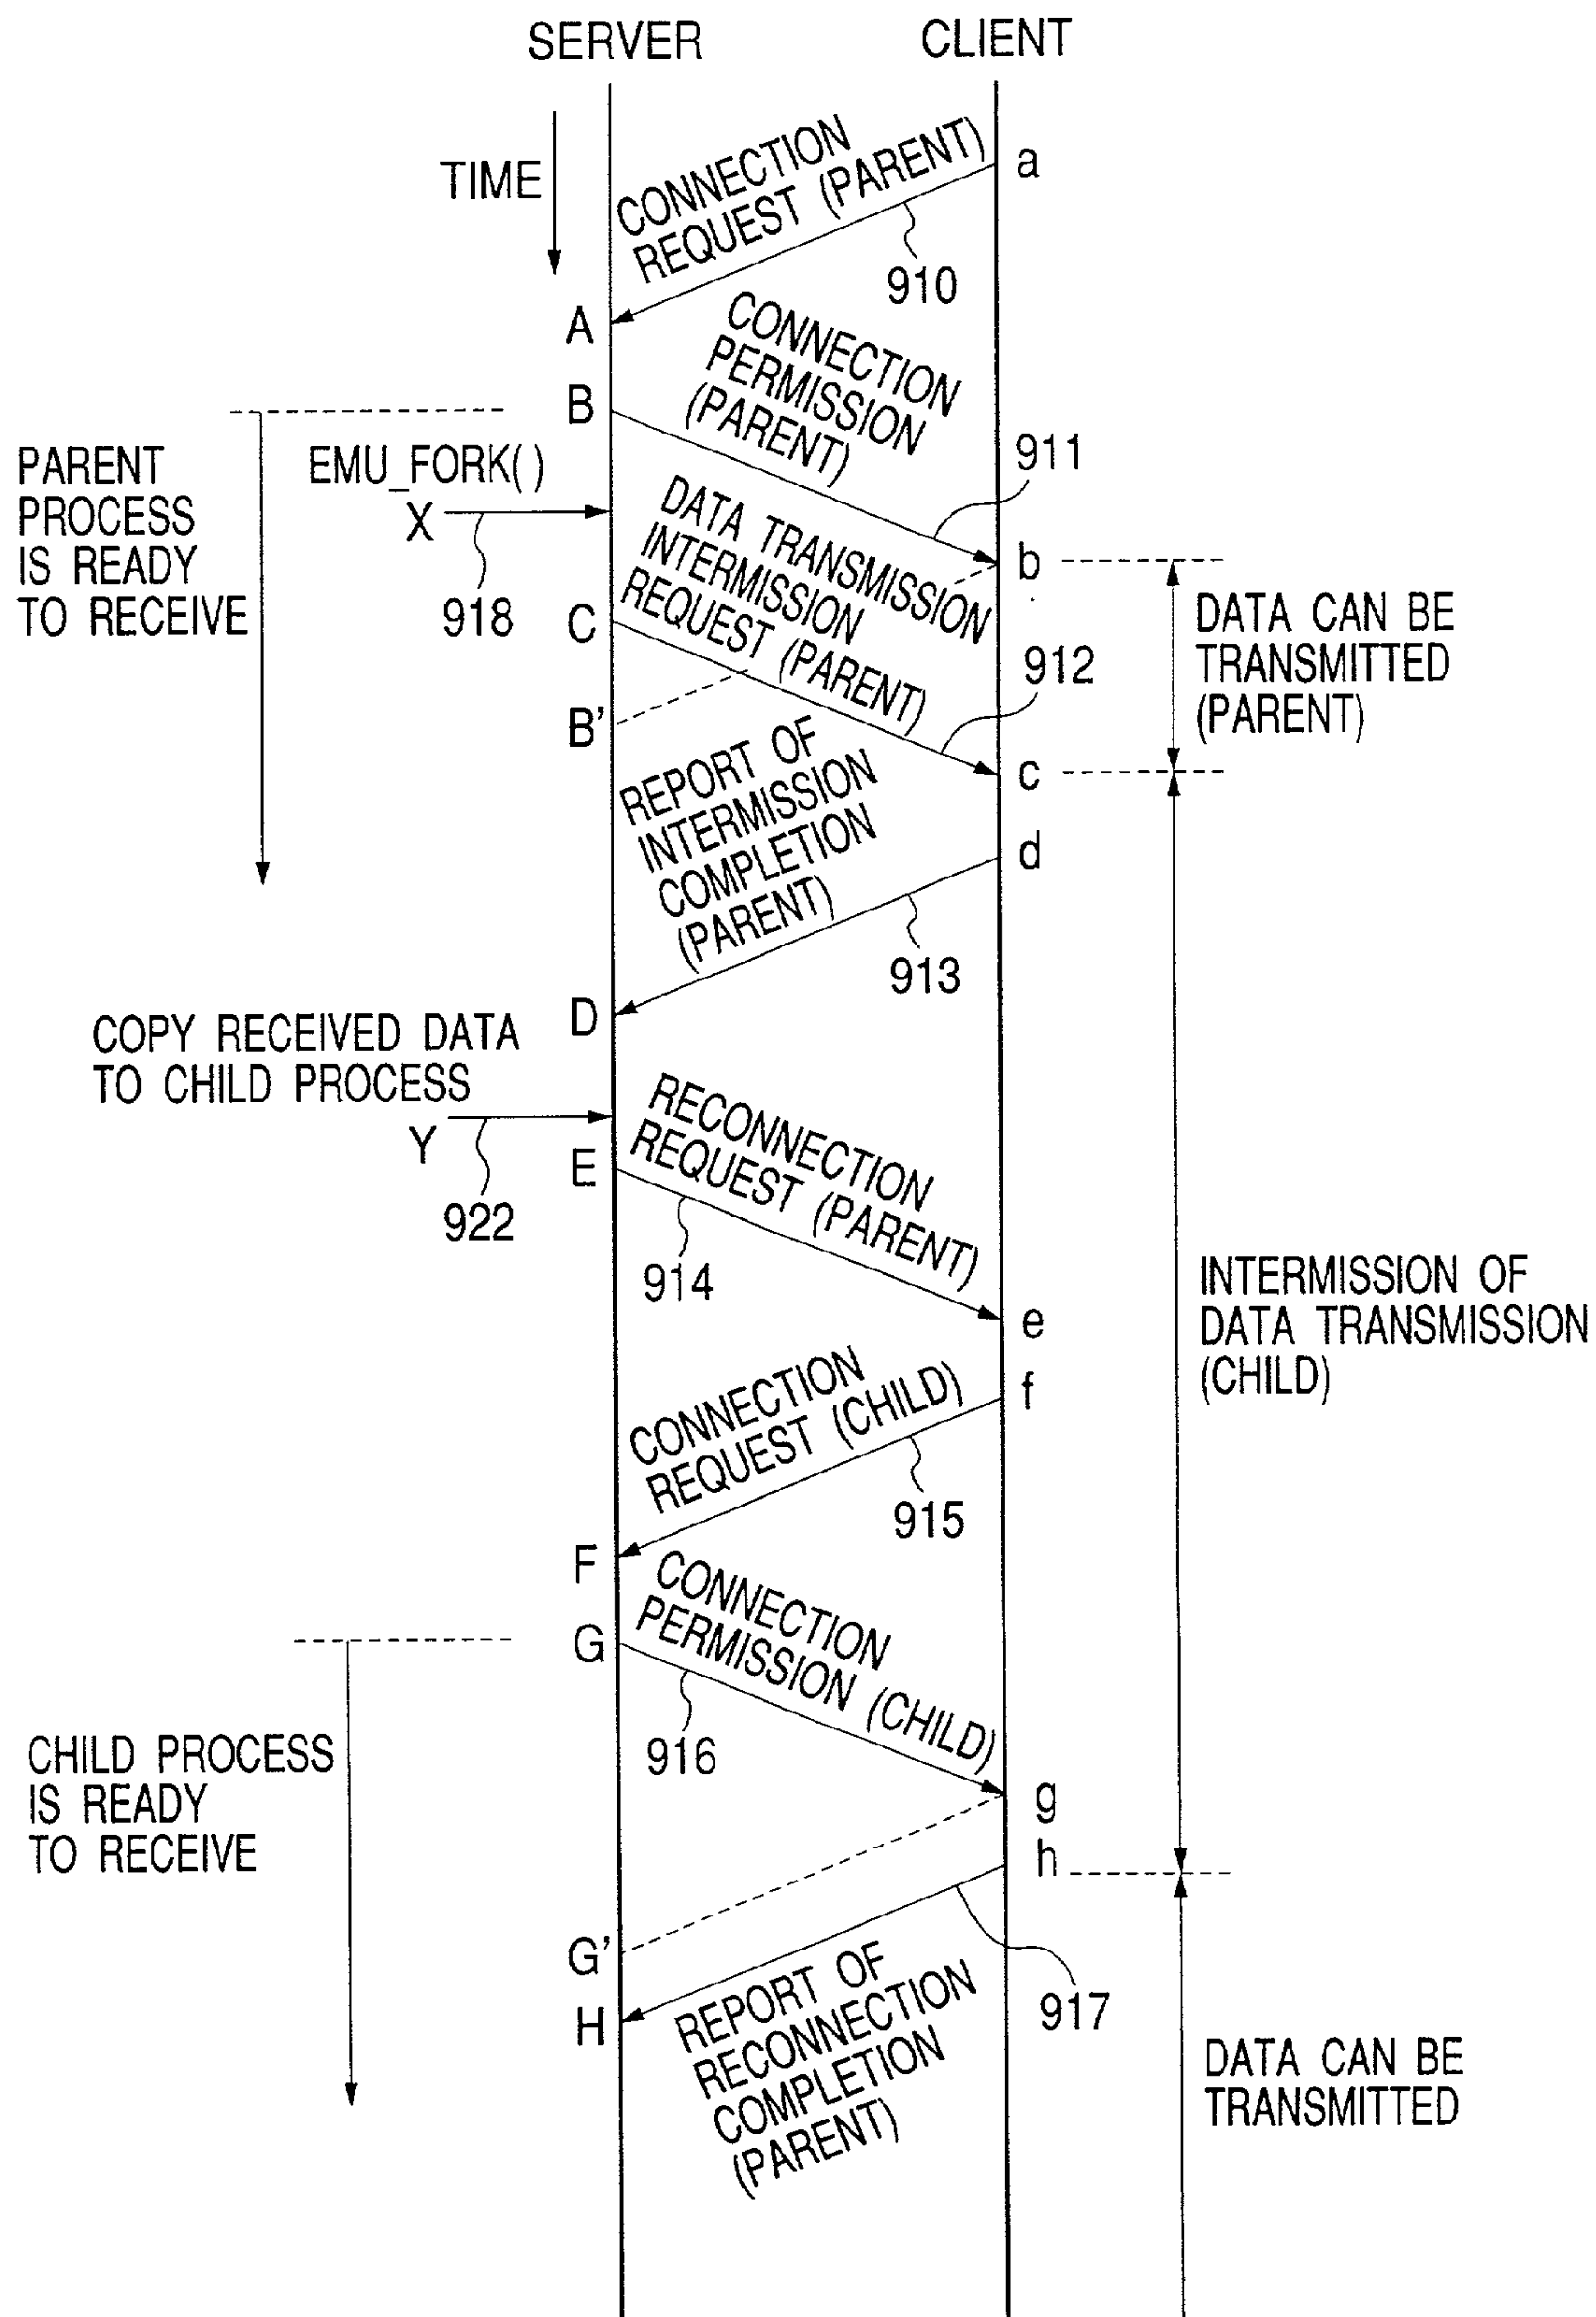 SERVER
CLIENT
TIME
CONNECTION
REQUEST (PARENT)
a
910
A
CONNECTION
PERMISSION
(PARENT)
B
911
PARENT
PROCESS
IS READY
TO RECEIVE
EMU_FORK()
X
918
DATA TRANSMISSION
INTERMISSION
REQUEST (PARENT)
b
C
912
DATA CAN BE
TRANSMITTED
(PARENT)
B'
c
REPORT OF
INTERMISSION
COMPLETION
(PARENT)
d
913
D
COPY RECEIVED DATA
TO CHILD PROCESS
Y
922
RECONNECTION
REQUEST (PARENT)
E
914
e
INTERMISSION OF
DATA TRANSMISSION
(CHILD)
CONNECTION
REQUEST (CHILD)
f
915
F
CONNECTION
PERMISSION (CHILD)
G
916
CHILD PROCESS
IS READY
TO RECEIVE
g
h
G'
H
917
REPORT OF
RECONNECTION
COMPLETION
(PARENT)
DATA CAN BE
TRANSMITTED